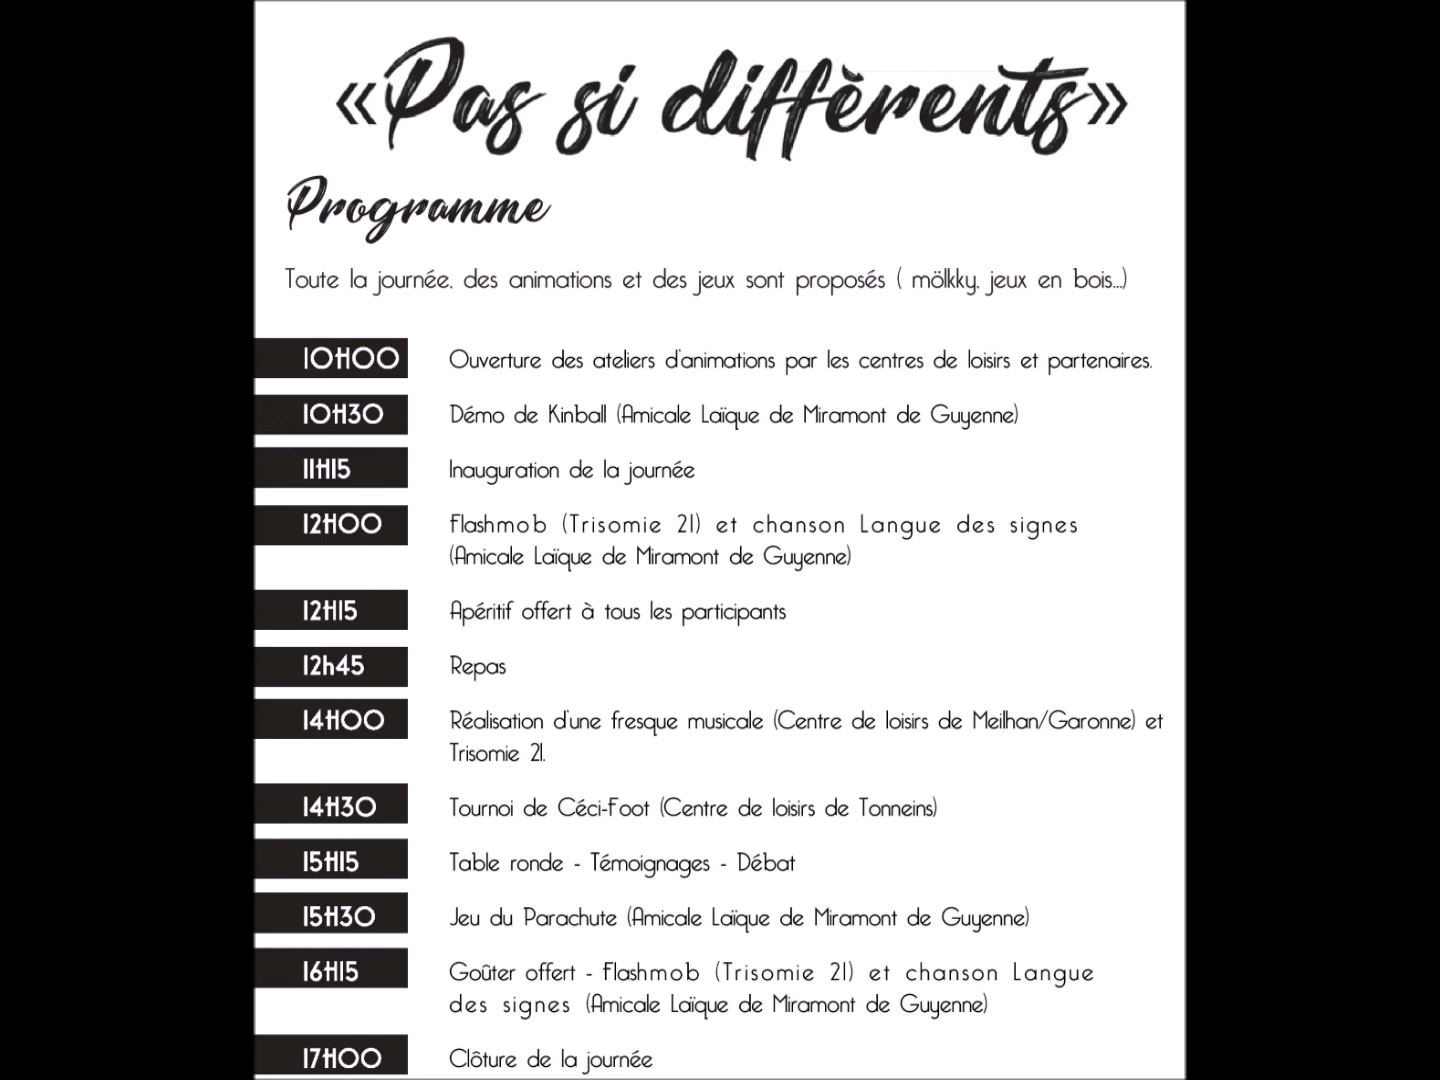 «Pas si diffèrents»
Programme
Toute la journée, des animations et des jeux sont proposés ( mölkky, jeux en bois...)
10H00 Ouverture des ateliers d'animations par les centres de loisirs et partenaires.
10H30 Démo de Kinball (Amicale Laïque de Miramont de Guyenne)
11H15 Inauguration de la journée
12H00 Flashmob (Trisomie 21) et chanson Langue des signes
(Amicale Laïque de Miramont de Guyenne)
12H15 Apéritif offert à tous les participants
12h45 Repas
14H00 Réalisation d'une fresque musicale (Centre de loisirs de Meilhan/Garonne) et
Trisomie 21.
14H30 Tournoi de Céci-Foot (Centre de loisirs de Tonneins)
15H15 Table ronde - Témoignages - Débat
15H30 Jeu du Parachute (Amicale Laïque de Miramont de Guyenne)
16H15 Goûter offert - Flashmob (Trisomie 21) et chanson Langue
des signes (Amicale Laïque de Miramont de Guyenne)
17H00 Clôture de la journée